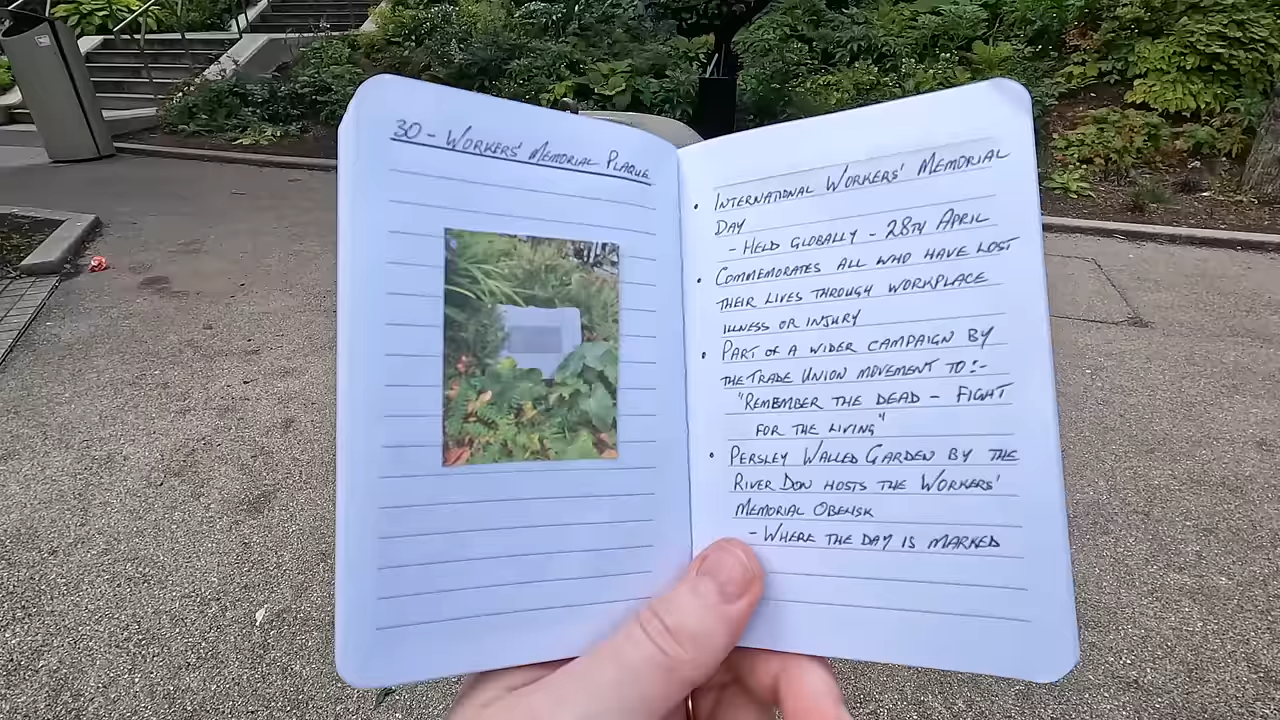 30 - WORKERS' MEMORIAL PLAQUE
• INTERNATIONAL WORKERS' MEMORIAL
DAY
- HELD GLOBALLY - 28TH APRIL
• COMMEMORATES ALL WHO HAVE LOST
THEIR LIVES THROUGH WORKPLACE
ILLNESS OR INJURY
• PART OF A WIDER CAMPAIGN BY
THE TRADE UNION MOVEMENT TO:-
"REMEMBER THE DEAD - FIGHT
FOR THE LIVING"
• PERSLEY WALLED GARDEN BY THE
RIVER DON HOSTS THE WORKERS'
MEMORIAL OBELISK
- WHERE THE DAY IS MARKED